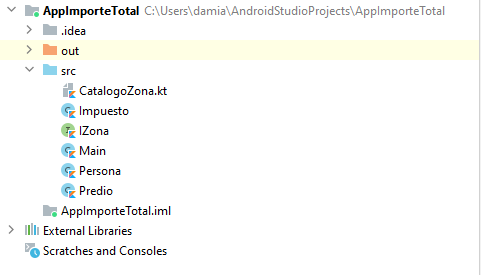 AppImporteTotal C:\Users\damia\AndroidStudioProjects\AppImporteTotal
.idea
out
src
CatalogoZona.kt
Impuesto
IZona
Main
Persona
Predio
AppImporteTotal.iml
External Libraries
Scratches and Consoles